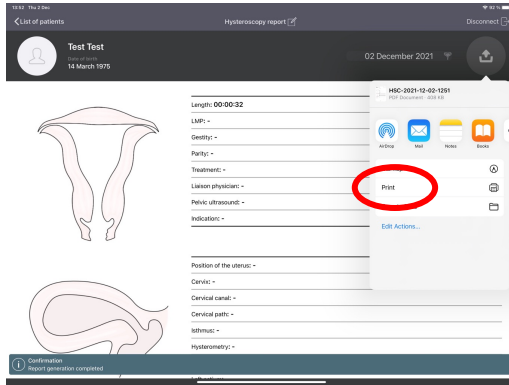 13:52 Thu 2 Dec
92 %
List of patients
Hysteroscopy report
Disconnect
Test Test
Date of birth
14 March 1975
02 December 2021
HSC-2021-12-02-1251
PDF Document · 408 KB
AirDrop
Mail
Notes
Books
Print
Edit Actions...
Length: 00:00:32
LMP: -
Gestity: -
Parity: -
Treatment: -
Liaison physician: -
Pelvic ultrasound: -
Indication: -
Position of the uterus: -
Cervix: -
Cervical canal: -
Cervical path: -
Isthmus: -
Hysterometry: -
Confirmation
Report generation completed